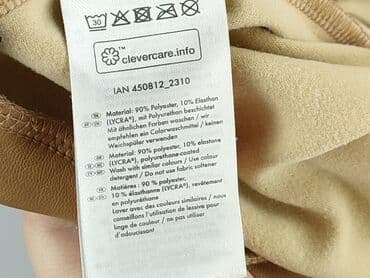 30
clevercare.info
IAN 450812_2310
Material: 90% Polyester, 10% Elasthan
(LYCRA®), mit Polyurethan beschichtet
Mit ähnlichen Farben waschen / wir
empfehlen ein Colorwaschmittel / keinen
Weichspüler verwenden
Material: 90% polyester, 10% elastane
(LYCRA®), polyurethane-coated
Wash with similar colours / Use colour
detergent / Do not use fabric softener
Matières : 90 % polyester,
10 % élasthanne (LYCRA®), revêtement
en polyuréthane
Laver avec des couleurs similaires / nous
conseillons l'utilisation de lessive pour
linge de couleur / ne pas utiliser
d'adoucissant